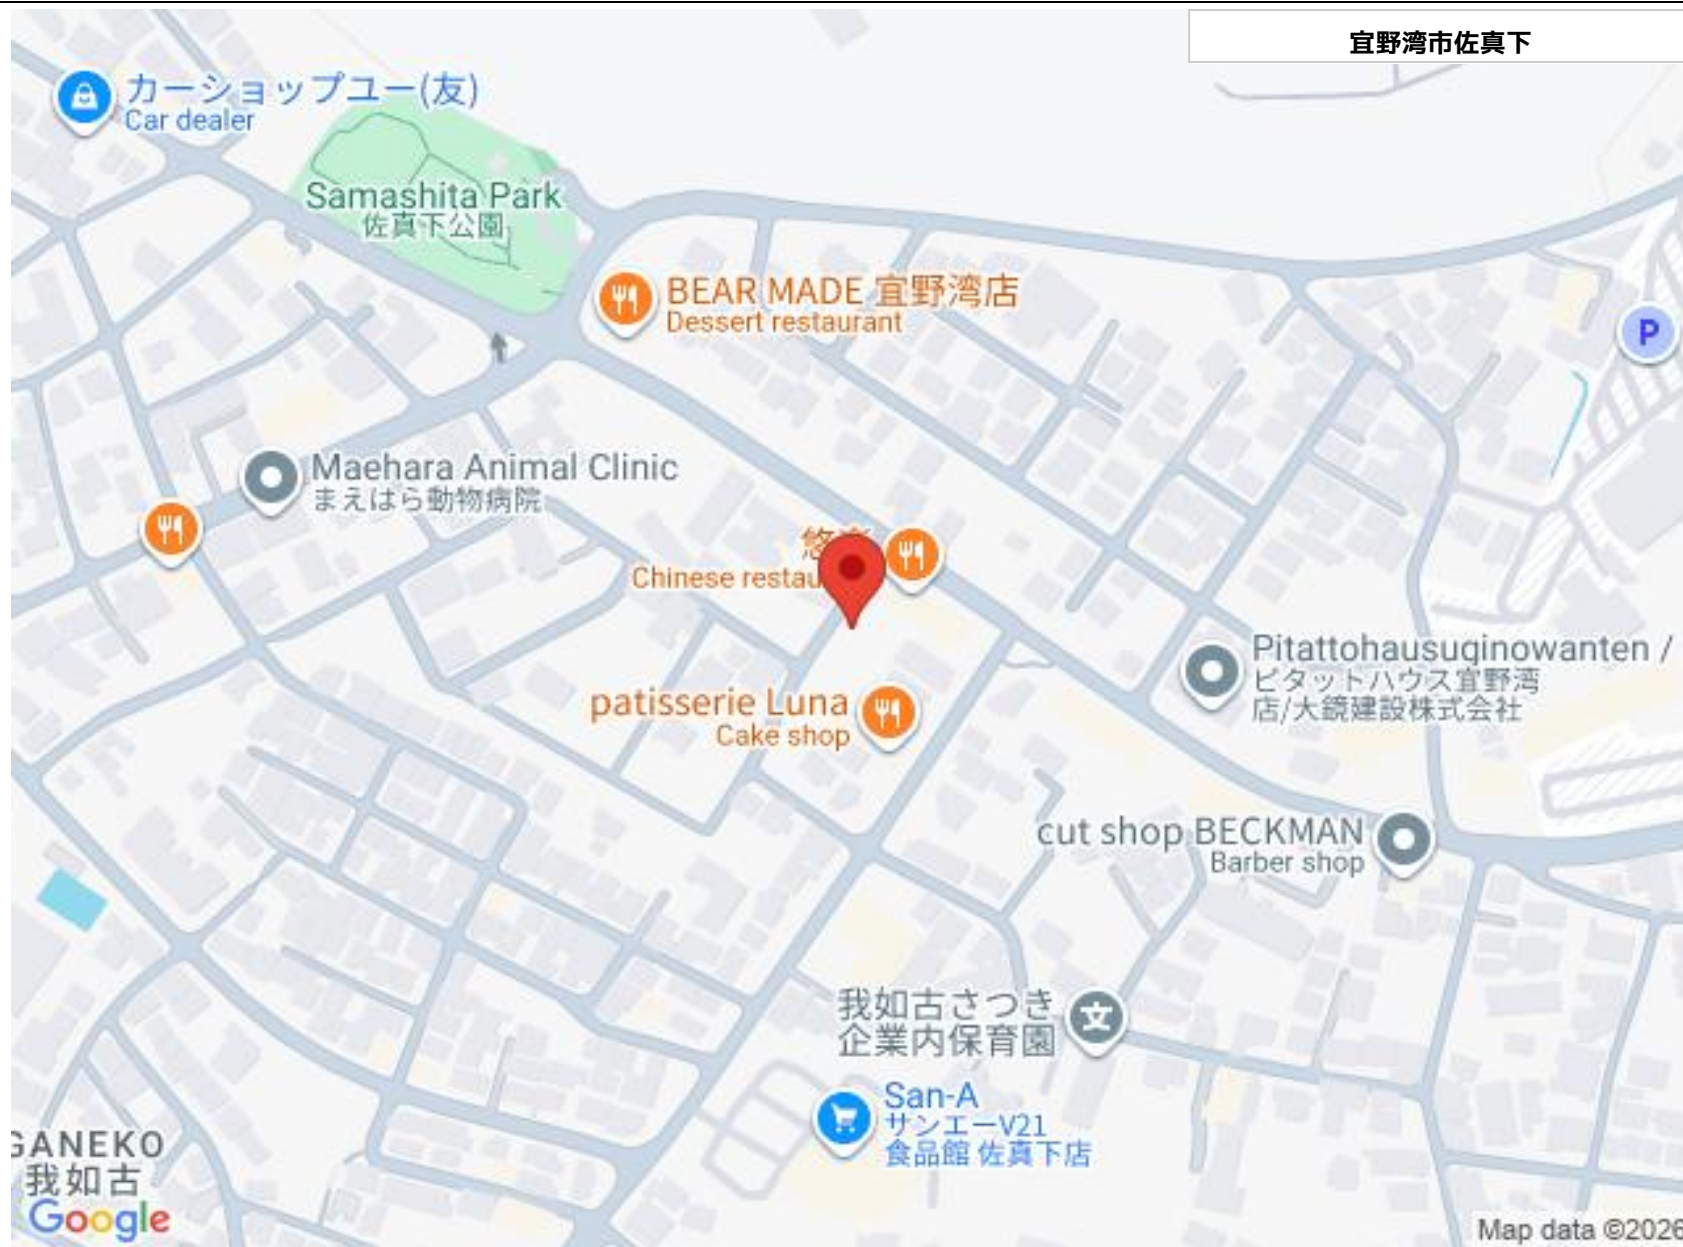 宜野湾市佐真下
カーショップユー(友)
Car dealer
Samashita Park
佐真下公園
BEAR MADE 宜野湾店
Dessert restaurant
P
Maehara Animal Clinic
まえはら動物病院
Chinese restau
Pitattohausuginowanten /
ピタットハウス宜野湾
店/大鏡建設株式会社
patisserie Luna
Cake shop
cut shop BECKMAN
Barber shop
我如古さつき
企業内保育園
文
San-A
サンエーV21
食品館 佐真下店
GANEKO
我如古
Google
Map data ©2026